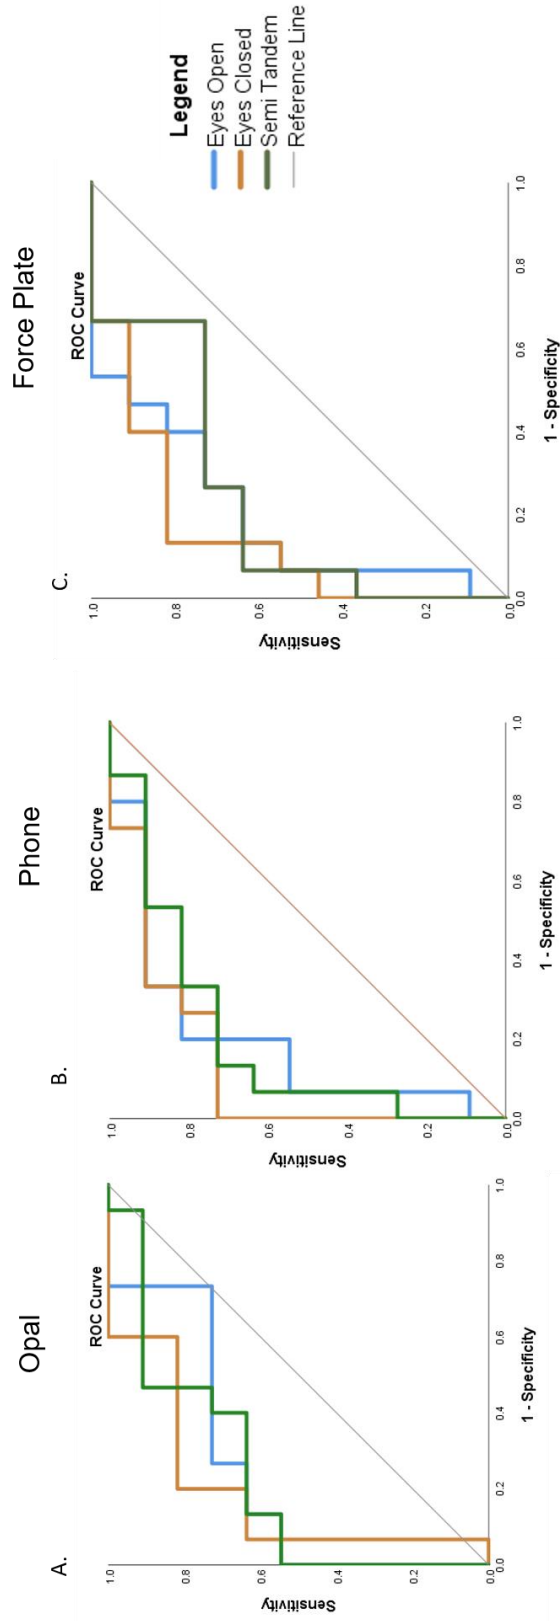 A.
Opal
ROC Curve
Sensitivity
1.0
0.8
0.6
0.4
0.2
0.0
0.0
0.2
0.4
0.6
0.8
1.0
1 - Specificity
B.
Phone
ROC Curve
Sensitivity
1.0
0.8
0.6
0.4
0.2
0.0
0.0
0.2
0.4
0.6
0.8
1.0
1 - Specificity
C.
Force Plate
ROC Curve
Sensitivity
1.0
0.8
0.6
0.4
0.2
0.0
0.0
0.2
0.4
0.6
0.8
1.0
1 - Specificity
Legend
Eyes Open
Eyes Closed
Semi Tandem
Reference Line